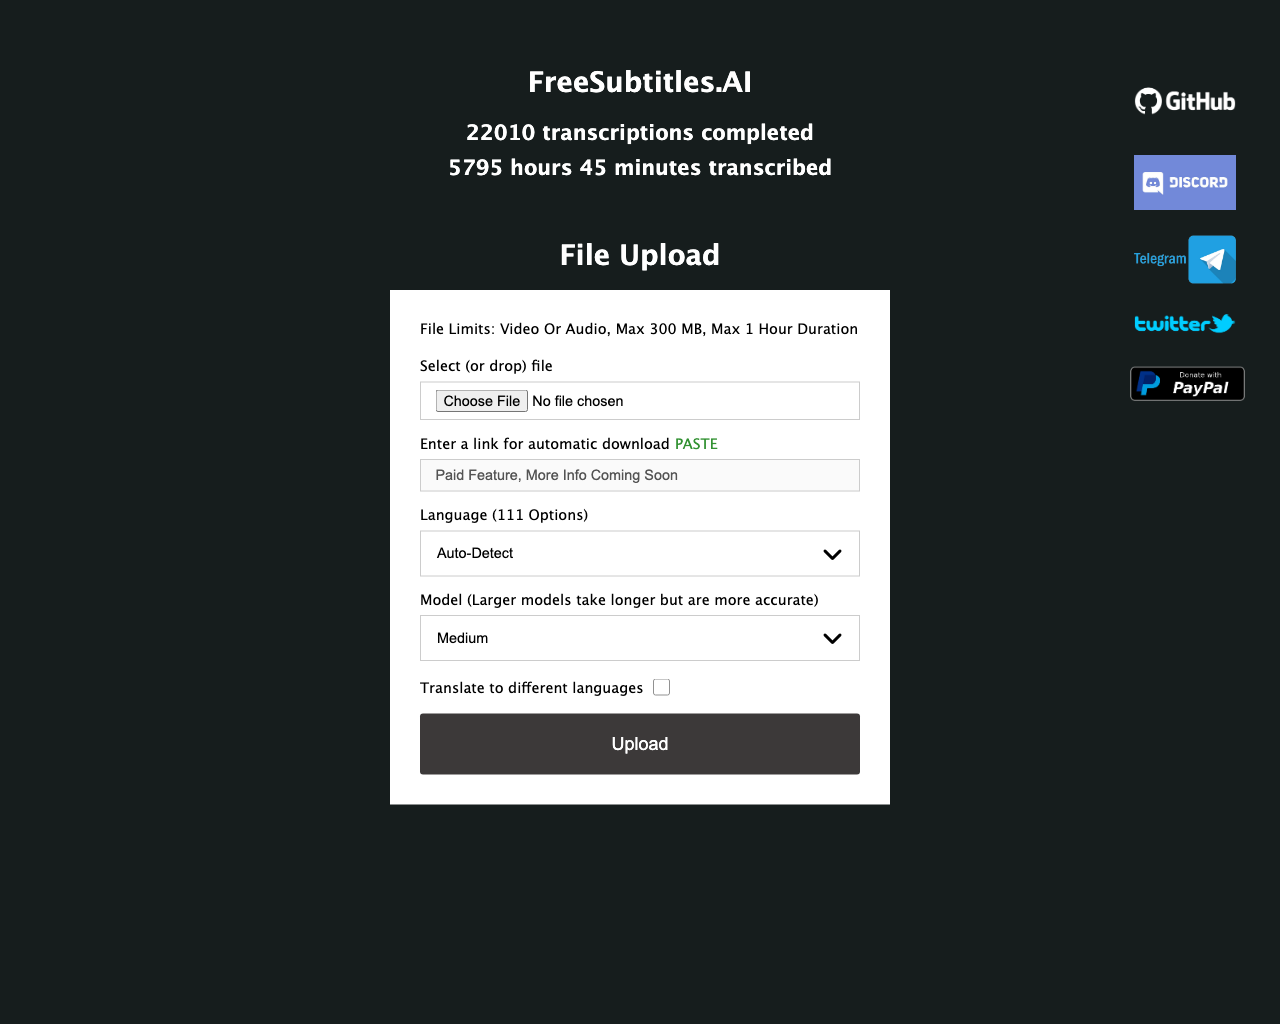 FreeSubtitles.AI
22010 transcriptions completed
5795 hours 45 minutes transcribed
File Upload
File Limits: Video Or Audio, Max 300 MB, Max 1 Hour Duration
Select (or drop) file
Choose File No file chosen
Enter a link for automatic download PASTE
Paid Feature, More Info Coming Soon
Language (111 Options)
Auto-Detect
Model (Larger models take longer but are more accurate)
Medium
Translate to different languages
Upload
GitHub
DISCORD
Telegram
twitter
Donate with
PayPal